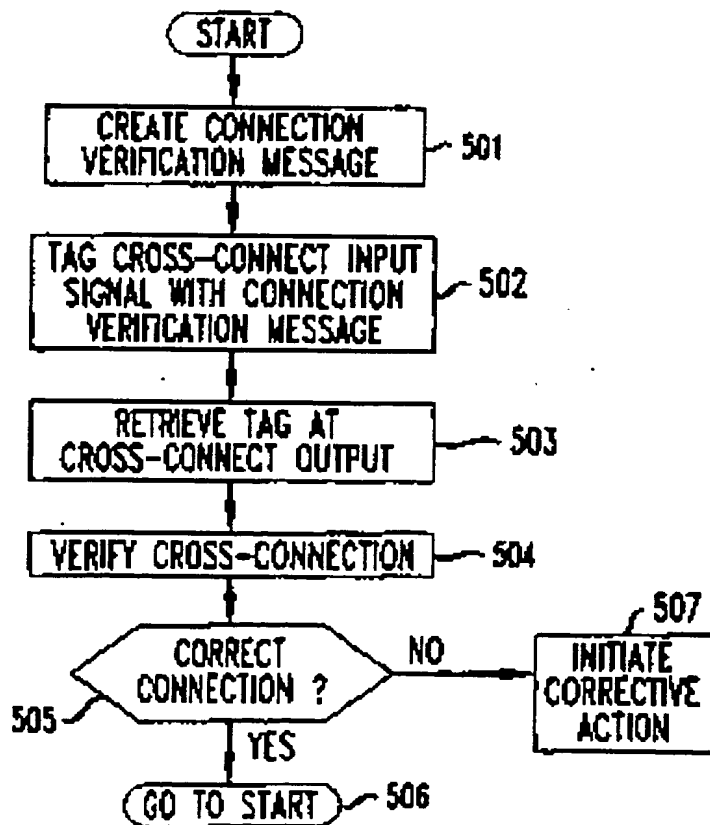 START
CREATE CONNECTION
VERIFICATION MESSAGE
501
TAG CROSS-CONNECT INPUT
SIGNAL WITH CONNECTION
VERIFICATION MESSAGE
502
RETRIEVE TAG AT
CROSS-CONNECT OUTPUT
503
VERIFY CROSS-CONNECTION
504
CORRECT
CONNECTION ?
505
NO
507
INITIATE
CORRECTIVE
ACTION
YES
GO TO START
506